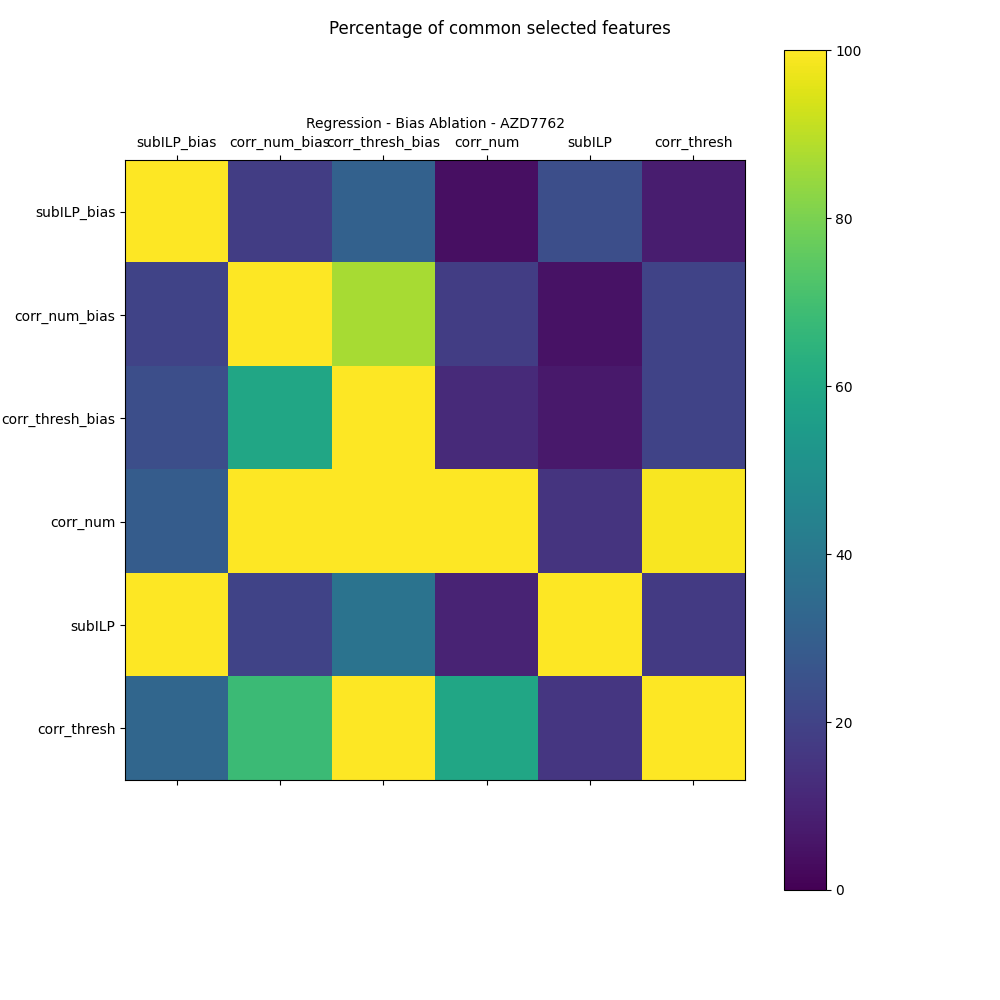 Percentage of common selected features
Regression - Bias Ablation - AZD7762
subILP_bias corr_num_bias corr_thresh_bias corr_num subILP corr_thresh
subILP_bias
corr_num_bias
corr_thresh_bias
corr_num
subILP
corr_thresh
100
80
60
40
20
0